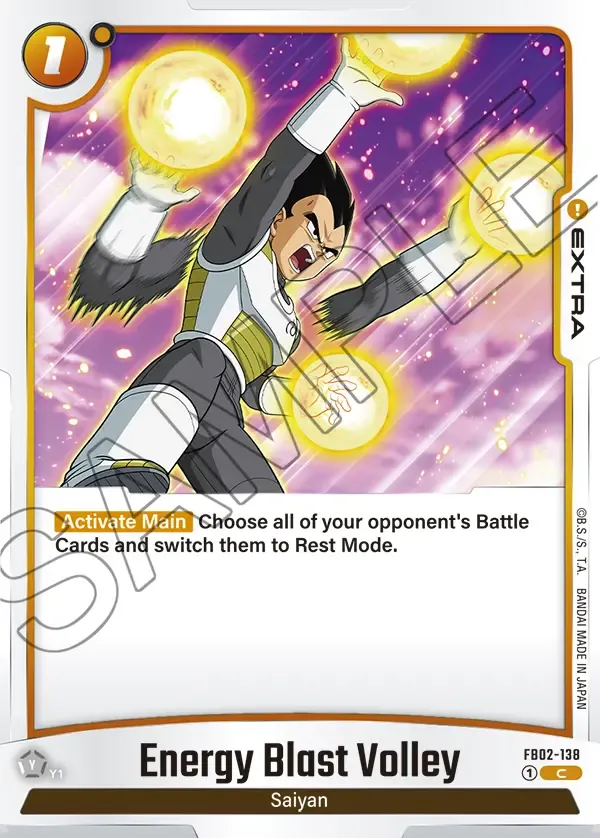 1
EXTRA
SAMPLE
Activate Main Choose all of your opponent's Battle
Cards and switch them to Rest Mode.
©B.S./S., T.A. BANDAI MADE IN JAPAN
Y Y1
Energy Blast Volley
FB02-138
1 C
Saiyan